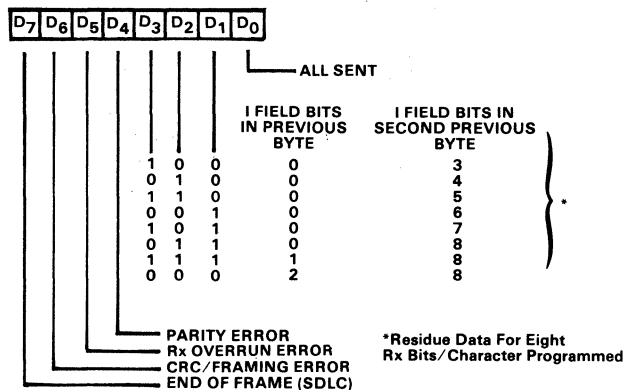 D7 D6 D5 D4 D3 D2 D1 D0
ALL SENT
I FIELD BITS IN PREVIOUS BYTE
I FIELD BITS IN SECOND PREVIOUS BYTE
1 0 0 0 3
0 1 0 0 4
1 1 0 0 5
0 0 1 0 6
1 0 1 0 7
0 1 1 0 8
1 1 1 1 8
0 0 0 2 8
*
PARITY ERROR
Rx OVERRUN ERROR
CRC/FRAMING ERROR
END OF FRAME (SDLC)
*Residue Data For Eight
Rx Bits/Character Programmed